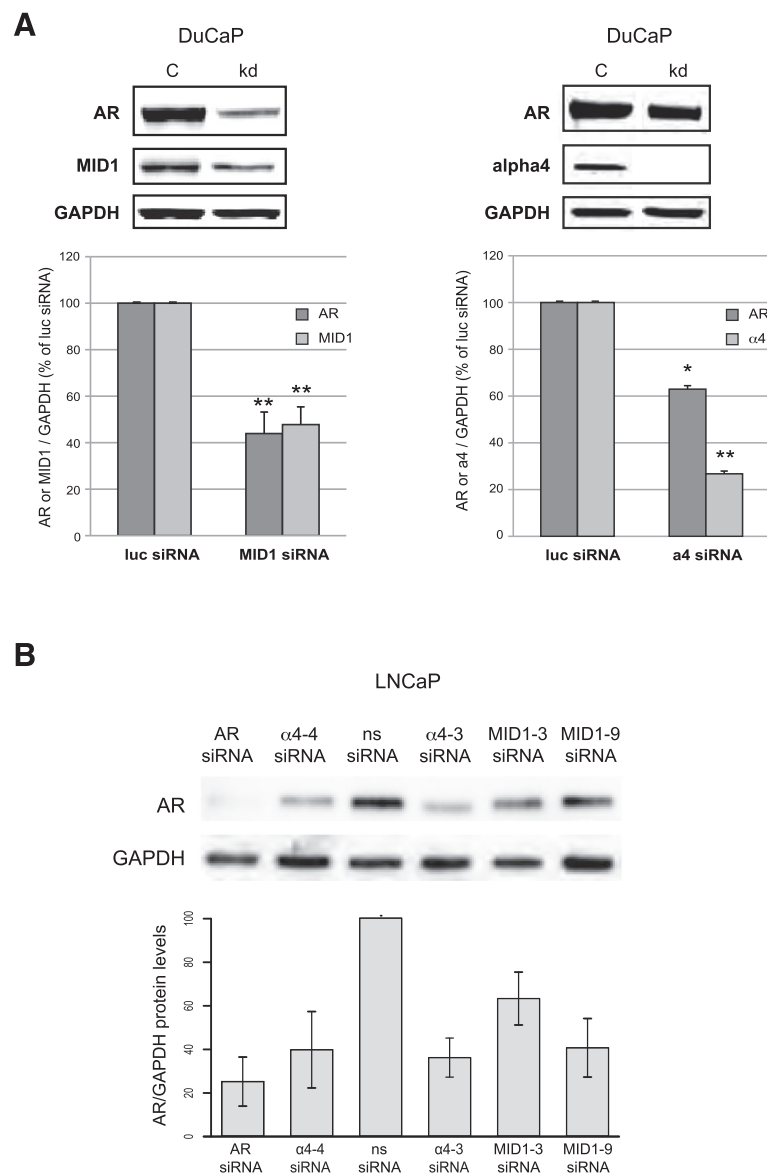 A
DuCaP
C kd
AR
MID1
GAPDH
AR or MID1 / GAPDH (% of luc siRNA)
120
100
80
60
40
20
0
AR
MID1
**
**
luc siRNA MID1 siRNA
DuCaP
C kd
AR
alpha4
GAPDH
AR or a4 / GAPDH (% of luc siRNA)
120
100
80
60
40
20
0
AR
α4
*
**
luc siRNA a4 siRNA
B
LNCaP
AR siRNA
α4-4 siRNA
ns siRNA
α4-3 siRNA
MID1-3 siRNA
MID1-9 siRNA
AR
GAPDH
AR/GAPDH protein levels
100
80
60
40
20
0
AR siRNA
α4-4 siRNA
ns siRNA
α4-3 siRNA
MID1-3 siRNA
MID1-9 siRNA